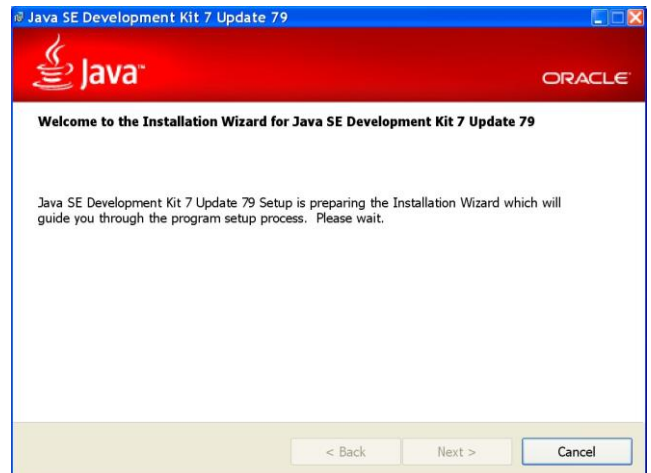 Java SE Development Kit 7 Update 79
Java™
ORACLE®
Welcome to the Installation Wizard for Java SE Development Kit 7 Update 79
Java SE Development Kit 7 Update 79 Setup is preparing the Installation Wizard which will
guide you through the program setup process. Please wait.
< Back Next > Cancel